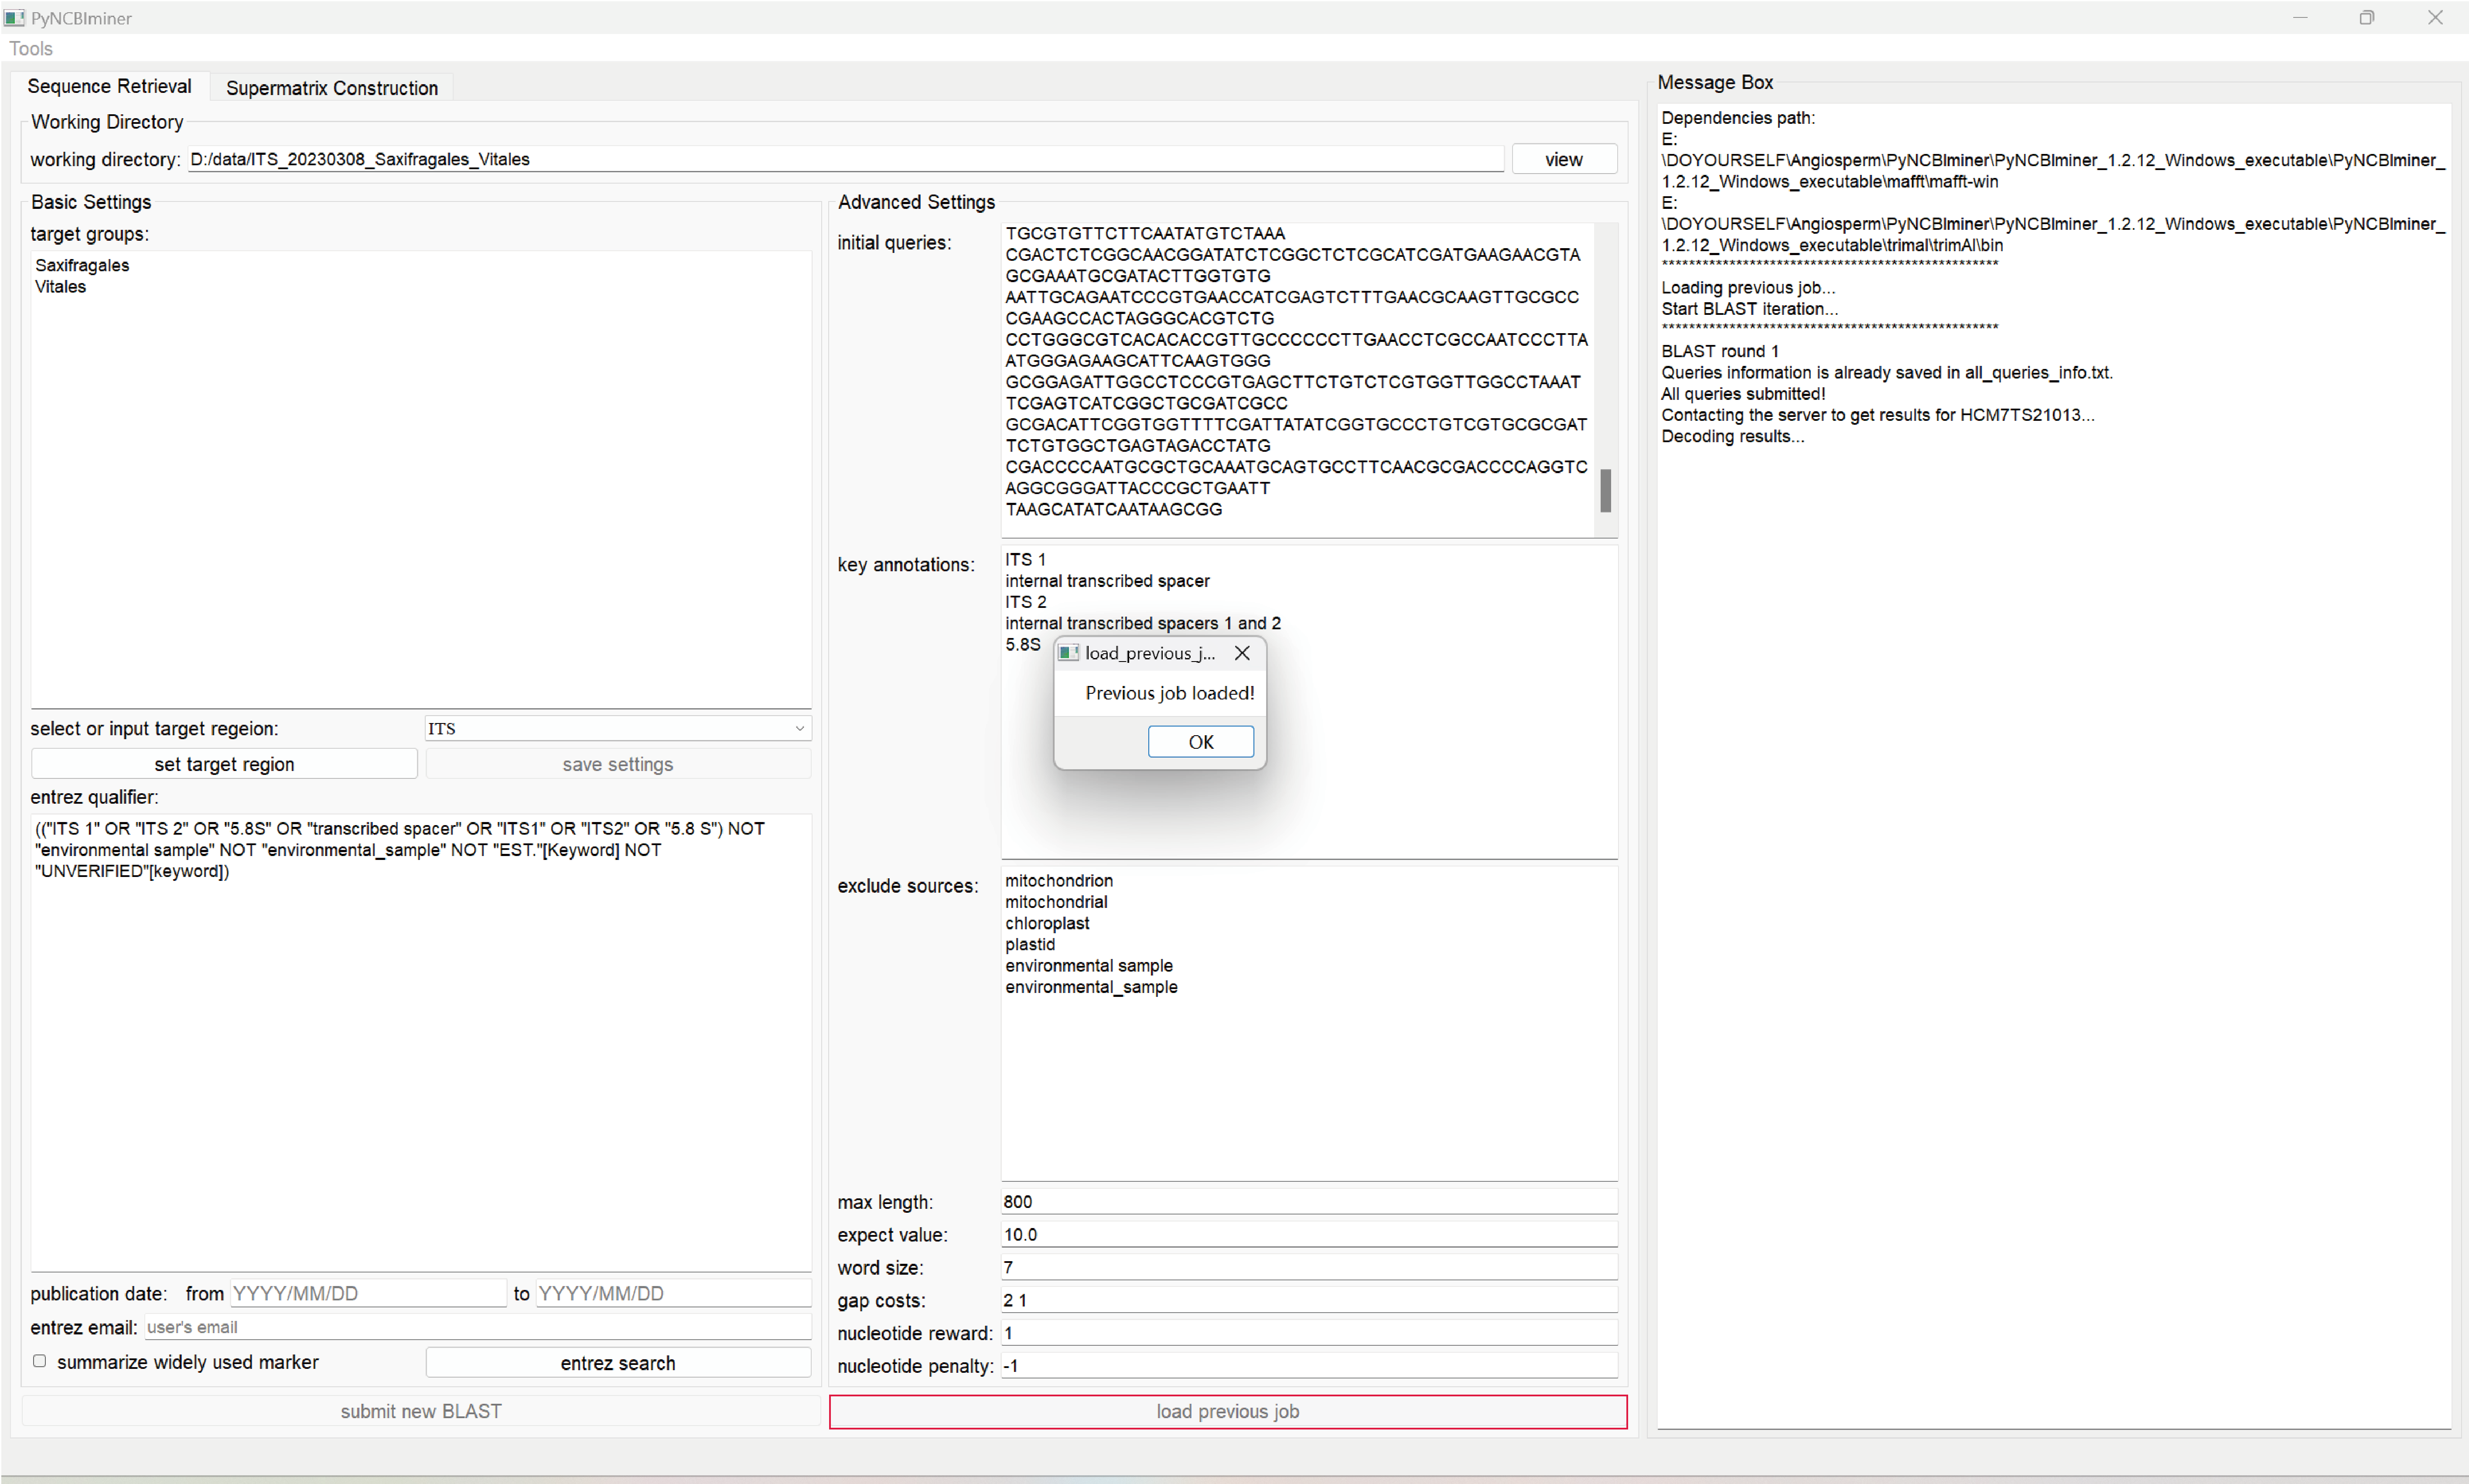 PyNCBIminer
Tools
Sequence Retrieval
Supermatrix Construction
Working Directory
working directory: D:/data/ITS_20230308_Saxifragales_Vitales
view
Basic Settings
target groups:
Saxifragales
Vitales
select or input target regeion: ITS
set target region
save settings
entrez qualifier:
(("ITS 1" OR "ITS 2" OR "5.8S" OR "transcribed spacer" OR "ITS1" OR "ITS2" OR "5.8 S") NOT
"environmental sample" NOT "environmental_sample" NOT "EST."[Keyword] NOT
"UNVERIFIED"[keyword])
publication date: from YYYY/MM/DD to YYYY/MM/DD
entrez email: user's email
summarize widely used marker
entrez search
submit new BLAST
Advanced Settings
initial queries:
TGCGTGTTCTTCAATATGTCTAAA
CGACTCTCGGCAACGGATATCTCGGCTCTCGCATCGATGAAGAACGTA
GCGAAATGCGATACTTGGTGTG
AATTGCAGAATCCCGTGAACCATCGAGTCTTTGAACGCAAGTTGCGCC
CGAAGCCACTAGGGCACGTCTG
CCTGGGCGTCACACACCGTTGCCCCCCTTGAACCTCGCCAATCCCTTA
ATGGGAGAAGCATTCAAGTGGG
GCGGAGATTGGCCTCCCGTGAGCTTCTGTCTCGTGGTTGGCCTAAAT
TCGAGTCATCGGCTGCGATCGCC
GCGACATTCGGTGGTTTTCGATTATATCGGTGCCCTGTCGTGCGCGAT
TCTGTGGCTGAGTAGACCTATG
CGACCCCAATGCGCTGCAAATGCAGTGCCTTCAACGCGACCCCAGGTC
AGGCGGGATTACCCGCTGAATT
TAAGCATATCAATAAGCGG
key annotations:
ITS 1
internal transcribed spacer
ITS 2
internal transcribed spacers 1 and 2
5.8S
load_previous_j...
Previous job loaded!
OK
exclude sources:
mitochondrion
mitochondrial
chloroplast
plastid
environmental sample
environmental_sample
max length: 800
expect value: 10.0
word size: 7
gap costs: 2 1
nucleotide reward: 1
nucleotide penalty: -1
load previous job
Message Box
Dependencies path:
E:
\DOYOURSELF\Angiosperm\PyNCBIminer\PyNCBIminer_1.2.12_Windows_executable\PyNCBIminer_
1.2.12_Windows_executable\mafft\mafft-win
E:
\DOYOURSELF\Angiosperm\PyNCBIminer\PyNCBIminer_1.2.12_Windows_executable\PyNCBIminer_
1.2.12_Windows_executable\trimal\trimAl\bin
**************************************************
Loading previous job...
Start BLAST iteration...
**************************************************
BLAST round 1
Queries information is already saved in all_queries_info.txt.
All queries submitted!
Contacting the server to get results for HCM7TS21013...
Decoding results...